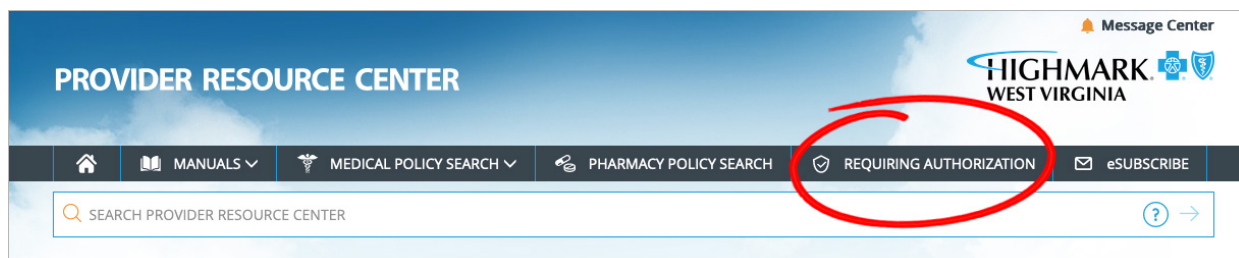 Message Center
PROVIDER RESOURCE CENTER
HIGHMARK.
WEST VIRGINIA
MANUALS MEDICAL POLICY SEARCH PHARMACY POLICY SEARCH REQUIRING AUTHORIZATION eSUBSCRIBE
SEARCH PROVIDER RESOURCE CENTER ?